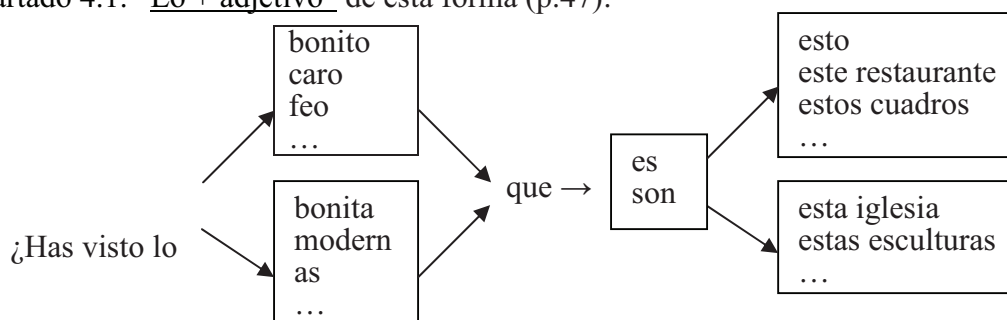 artado 4.1. "Lo + adjetivo" de esta forma (p.47):
bonito
caro
feo
…
bonita
modern
as
…
¿Has visto lo
que →
es
son
esto
este restaurante
estos cuadros
…
esta iglesia
estas esculturas
…